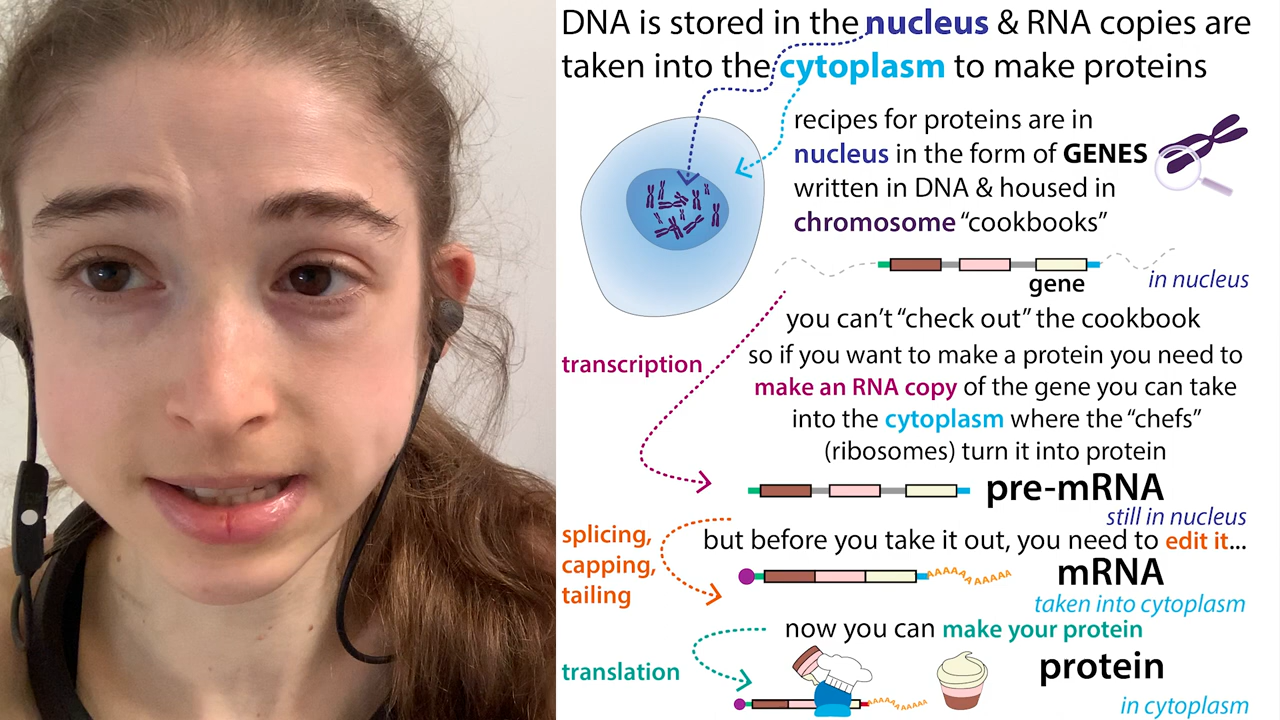 DNA is stored in the nucleus & RNA copies are
taken into the cytoplasm to make proteins
recipes for proteins are in
nucleus in the form of GENES
written in DNA & housed in
chromosome “cookbooks”
gene
in nucleus
you can’t “check out” the cookbook
transcription
so if you want to make a protein you need to
make an RNA copy of the gene you can take
into the cytoplasm where the “chefs”
(ribosomes) turn it into protein
pre-mRNA
still in nucleus
splicing,
capping,
tailing
but before you take it out, you need to edit it...
AAAAAAAAA
mRNA
taken into cytoplasm
now you can make your protein
translation
protein
AAAAAAAAA
in cytoplasm